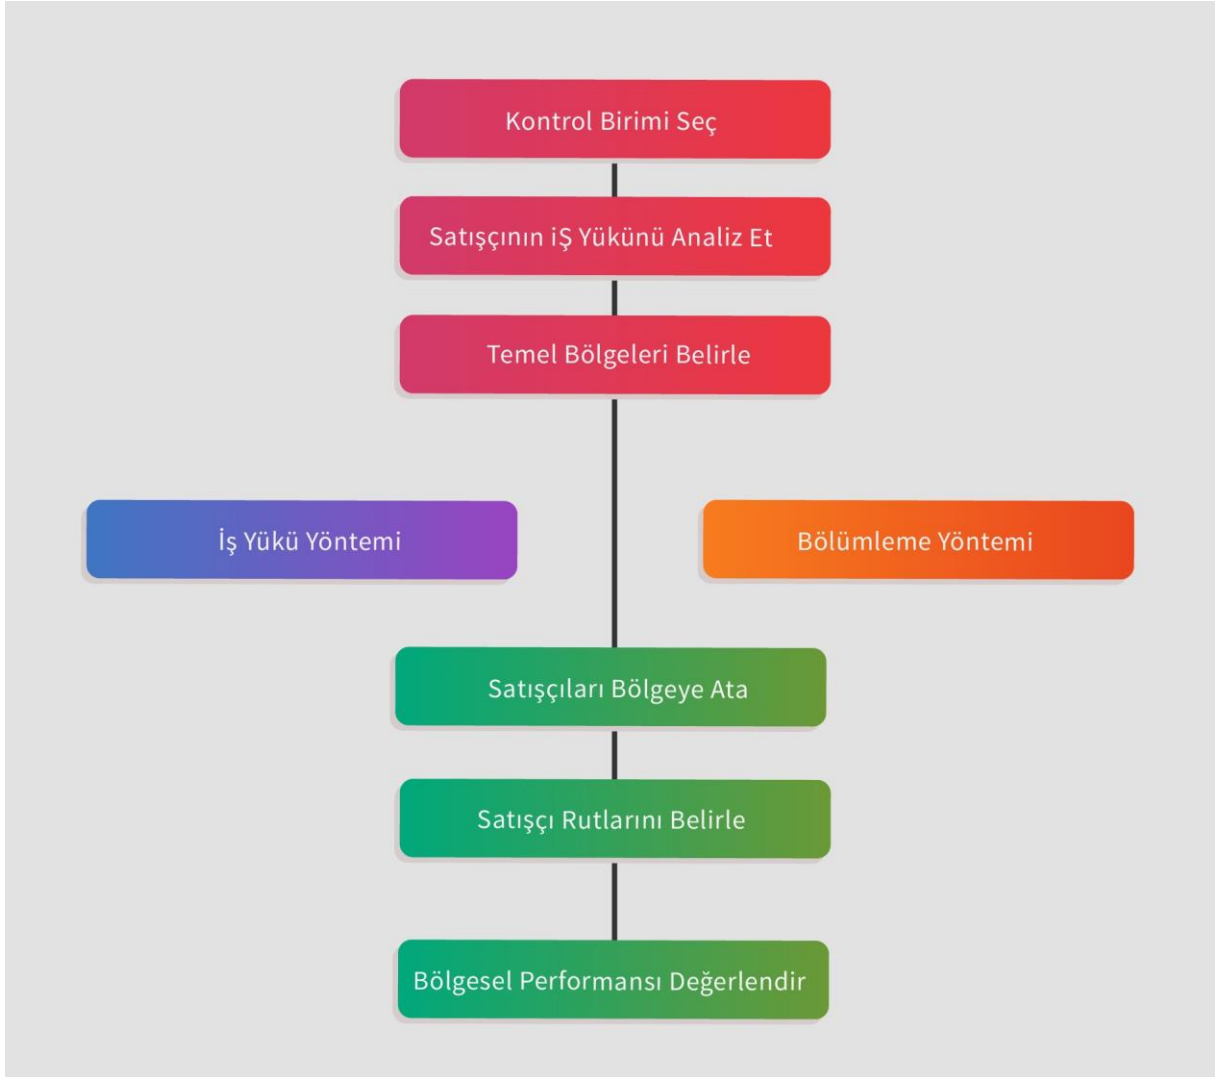 Kontrol Birimi Seç
Satışçının iŞ Yükünü Analiz Et
Temel Bölgeleri Belirle
İş Yükü Yöntemi
Bölümleme Yöntemi
Satışçıları Bölgeye Ata
Satışçı Rutlarını Belirle
Bölgesel Performansı Değerlendir